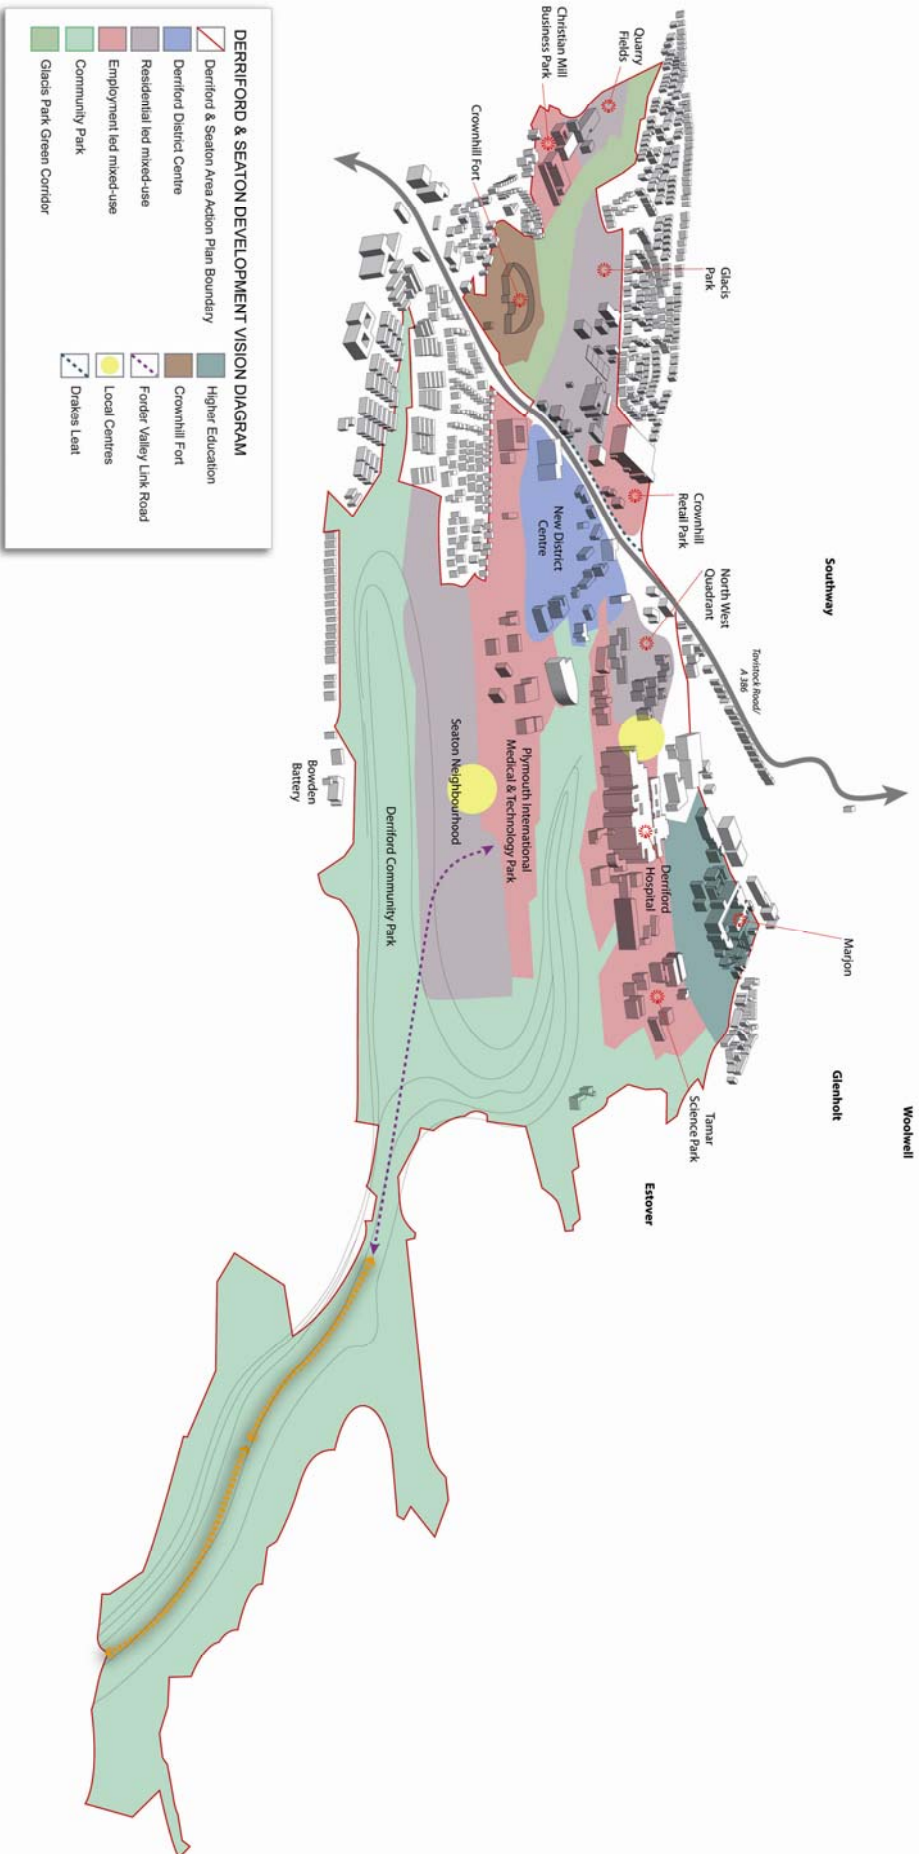 Quarry
Fields
Christian Mill
Business Park
Crownhill Fort
Glacis
Park
Crownhill
Retail Park
New District
Centre
North West
Quadrant
Southway
Tavistock Road/
A 386
Plymouth International
Medical & Technology Park
Seaton Neighbourhood
Derriford Community Park
Bowden
Battery
Derriford
Hospital
Marjon
Tamar
Science Park
Glenholt
Woolwell
Estover
DERRIFORD & SEATON DEVELOPMENT VISION DIAGRAM
Derriford & Seaton Area Action Plan Boundary
Derriford District Centre
Residential led mixed-use
Employment led mixed-use
Community Park
Glacis Park Green Corridor
Higher Education
Crownhill Fort
Forder Valley Link Road
Local Centres
Drakes Leat